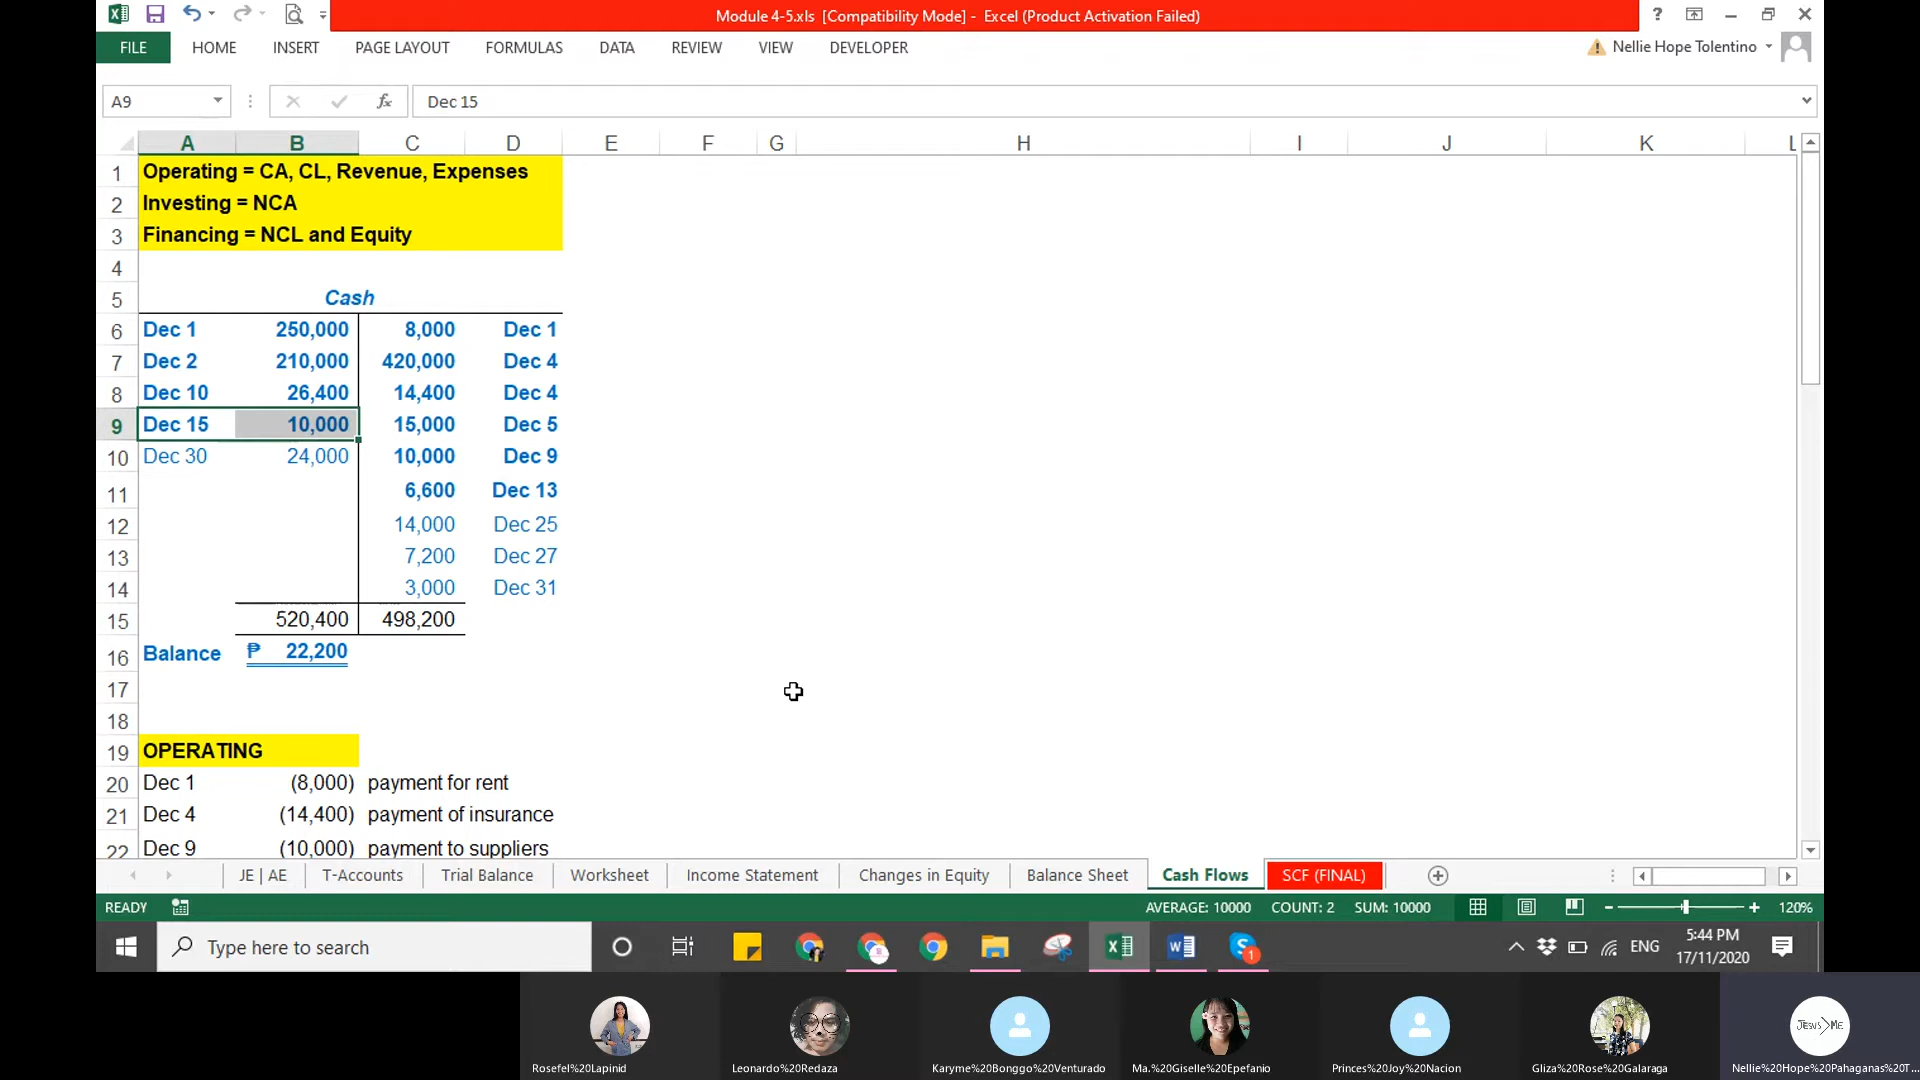 Module 4-5.xls [Compatibility Mode] - Excel (Product Activation Failed)
?
FILE HOME INSERT PAGE LAYOUT FORMULAS DATA REVIEW VIEW DEVELOPER Nellie Hope Tolentino
A9 fx Dec 15
A B C D E F G H I J K L
1 Operating = CA, CL, Revenue, Expenses
2 Investing = NCA
3 Financing = NCL and Equity
4
5 Cash
6 Dec 1 250,000 8,000 Dec 1
7 Dec 2 210,000 420,000 Dec 4
8 Dec 10 26,400 14,400 Dec 4
9 Dec 15 10,000 15,000 Dec 5
10 Dec 30 24,000 10,000 Dec 9
11 6,600 Dec 13
12 14,000 Dec 25
13 7,200 Dec 27
14 3,000 Dec 31
15 520,400 498,200
16 Balance ₱ 22,200
17
18
19 OPERATING
20 Dec 1 (8,000) payment for rent
21 Dec 4 (14,400) payment of insurance
22 Dec 9 (10,000) payment to suppliers
JE | AE T-Accounts Trial Balance Worksheet Income Statement Changes in Equity Balance Sheet Cash Flows SCF (FINAL)
READY AVERAGE: 10000 COUNT: 2 SUM: 10000 120%
Type here to search ENG 5:44 PM
17/11/2020
JESUS>ME
Rosefel%20Lapinid Leonardo%20Redaza Karyme%20Bonggo%20Venturado Ma.%20Giselle%20Epefanio Princes%20Joy%20Nacion Gliza%20Rose%20Galaraga Nellie%20Hope%20Pahaganas%20T...